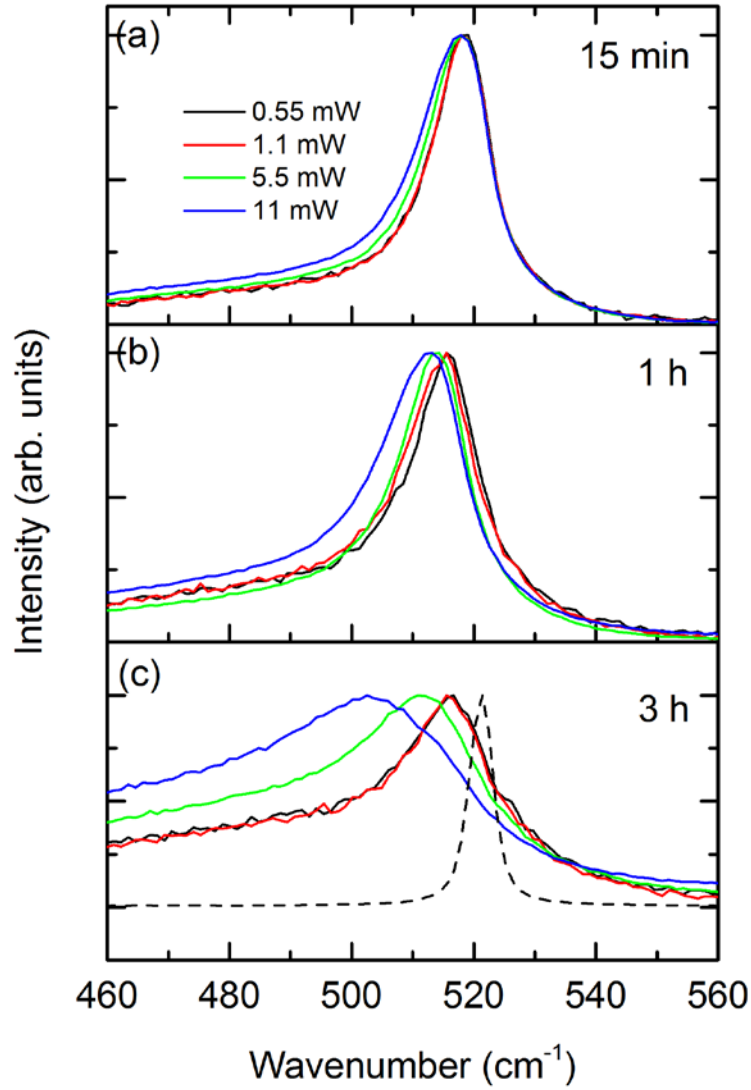 (a)
15 min
0.55 mW
1.1 mW
5.5 mW
11 mW
(b)
1 h
(c)
3 h
Intensity (arb. units)
460 480 500 520 540 560
Wavenumber (cm⁻¹)